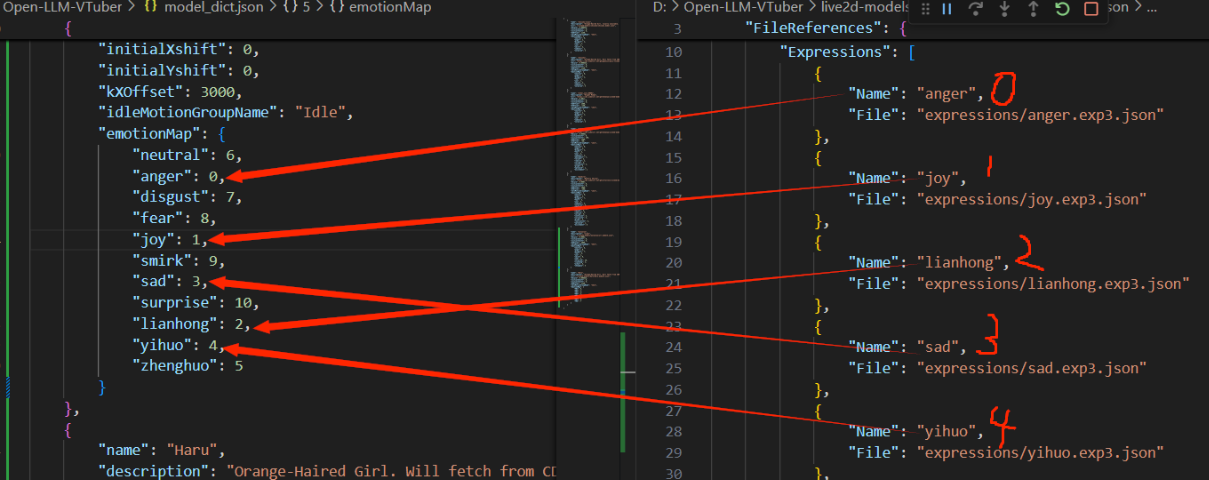 Open-LLM-VTuber > {} model_dict.json > {} 5 > {} emotionMap
{
"initialXshift": 0,
"initialYshift": 0,
"kXOffset": 3000,
"idleMotionGroupName": "Idle",
"emotionMap": {
"neutral": 6,
"anger": 0,
"disgust": 7,
"fear": 8,
"joy": 1,
"smirk": 9,
"sad": 3,
"surprise": 10,
"lianhong": 2,
"yihuo": 4,
"zhenghuo": 5
}
},
{
"name": "Haru",
"description": "Orange-Haired Girl. Will fetch from CD
D: > Open-LLM-VTuber > live2d-models
son > ...
3 "FileReferences": {
10 "Expressions": [
11 {
12 "Name": "anger", 0
13 "File": "expressions/anger.exp3.json"
14 },
15 {
16 "Name": "joy", 1
17 "File": "expressions/joy.exp3.json"
18 },
19 {
20 "Name": "lianhong", 2
21 "File": "expressions/lianhong.exp3.json"
22 },
23 {
24 "Name": "sad", 3
25 "File": "expressions/sad.exp3.json"
26 },
27 {
28 "Name": "yihuo", 4
29 "File": "expressions/yihuo.exp3.json"
30 },